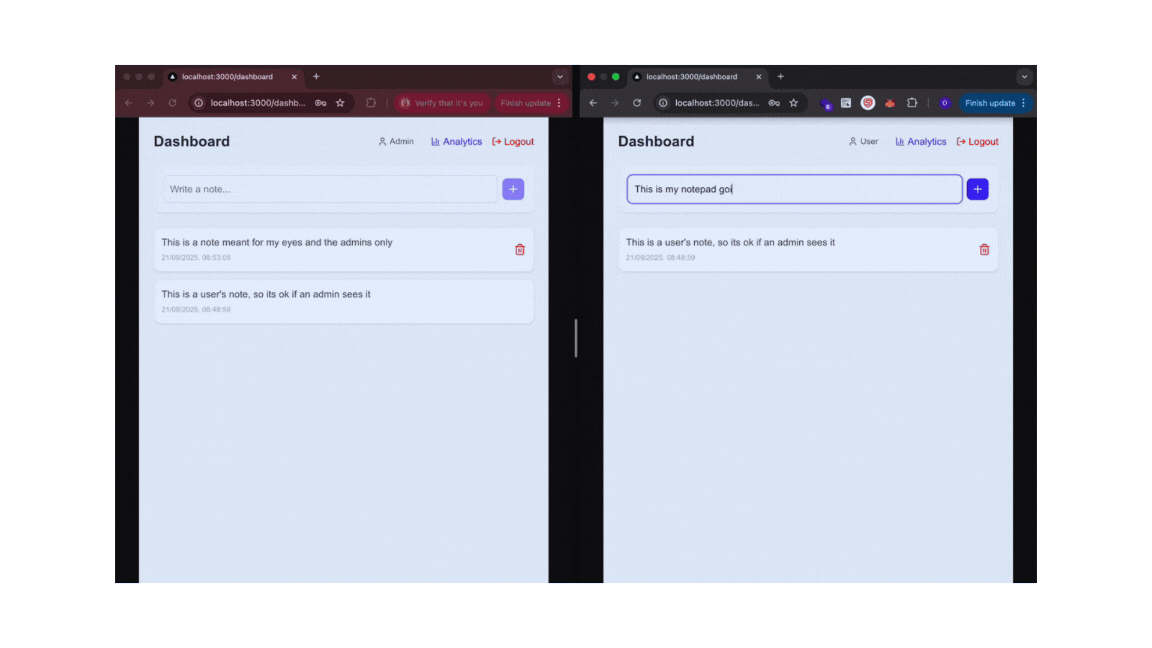 localhost:3000/dashboard
localhost:3000/dashb...
Verify that it's you
Finish update
Dashboard
Admin
Analytics
Logout
Write a note...
This is a note meant for my eyes and the admins only
21/09/2025, 08:53:05
This is a user's note, so its ok if an admin sees it
21/09/2025, 08:48:59
localhost:3000/dashboard
localhost:3000/das...
6
O
Finish update
Dashboard
User
Analytics
Logout
This is my notepad goi
This is a user's note, so its ok if an admin sees it
21/09/2025, 08:48:59